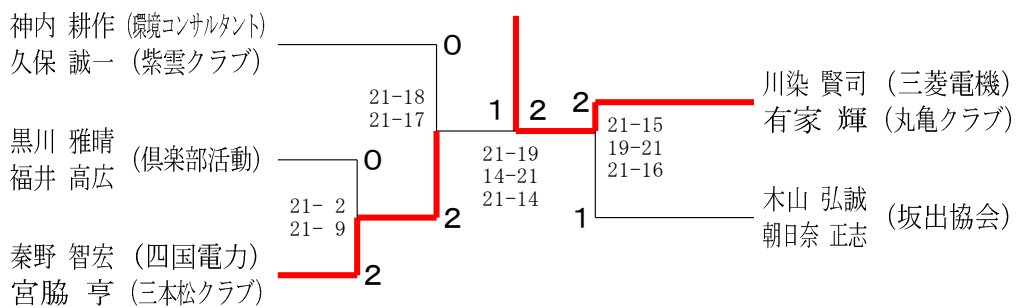 神内 耕作 (環境コンサルタント)
久保 誠一 (紫雲クラブ)
0
21-18
21-17
黒川 雅晴
福井 高広
(倶楽部活動)
0
21- 2
21- 9
2
秦野 智宏 (四国電力)
宮脇 亨 (三本松クラブ)
2
1 2
21-19
14-21
21-14
2
川染 賢司 (三菱電機)
有家 輝 (丸亀クラブ)
21-15
19-21
21-16
1
木山 弘誠
朝日奈 正志
(坂出協会)